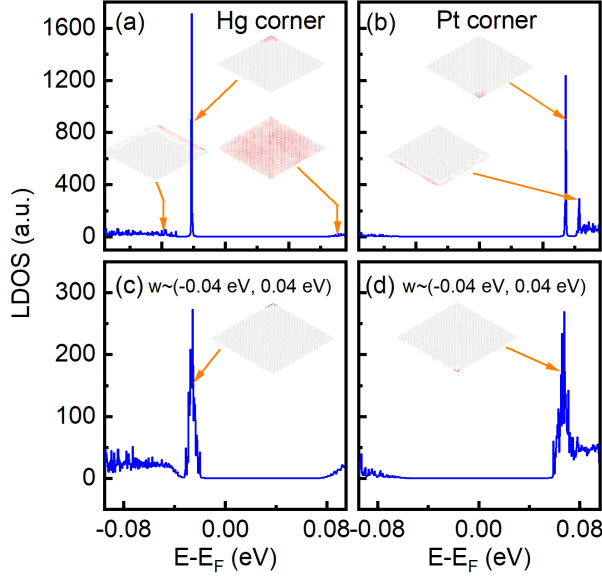 (a) Hg corner
(b) Pt corner
1600
1200
800
400
0
LDOS (a.u.)
(c) w~(-0.04 eV, 0.04 eV)
(d) w~(-0.04 eV, 0.04 eV)
300
200
100
0
-0.08 0.00 0.08
-0.08 0.00 0.08
E-E_F (eV)
E-E_F (eV)